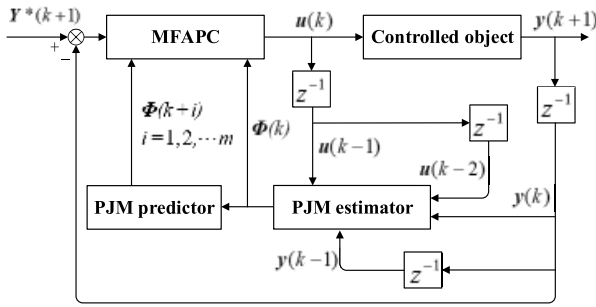 Y*(k+1)
+
−
MFAPC
u(k)
Controlled object
y(k+1)
z⁻¹
z⁻¹
Φ(k+i)
i=1,2,⋯m
Φ(k)
u(k−1)
z⁻¹
u(k−2)
y(k)
PJM predictor
PJM estimator
y(k−1)
z⁻¹